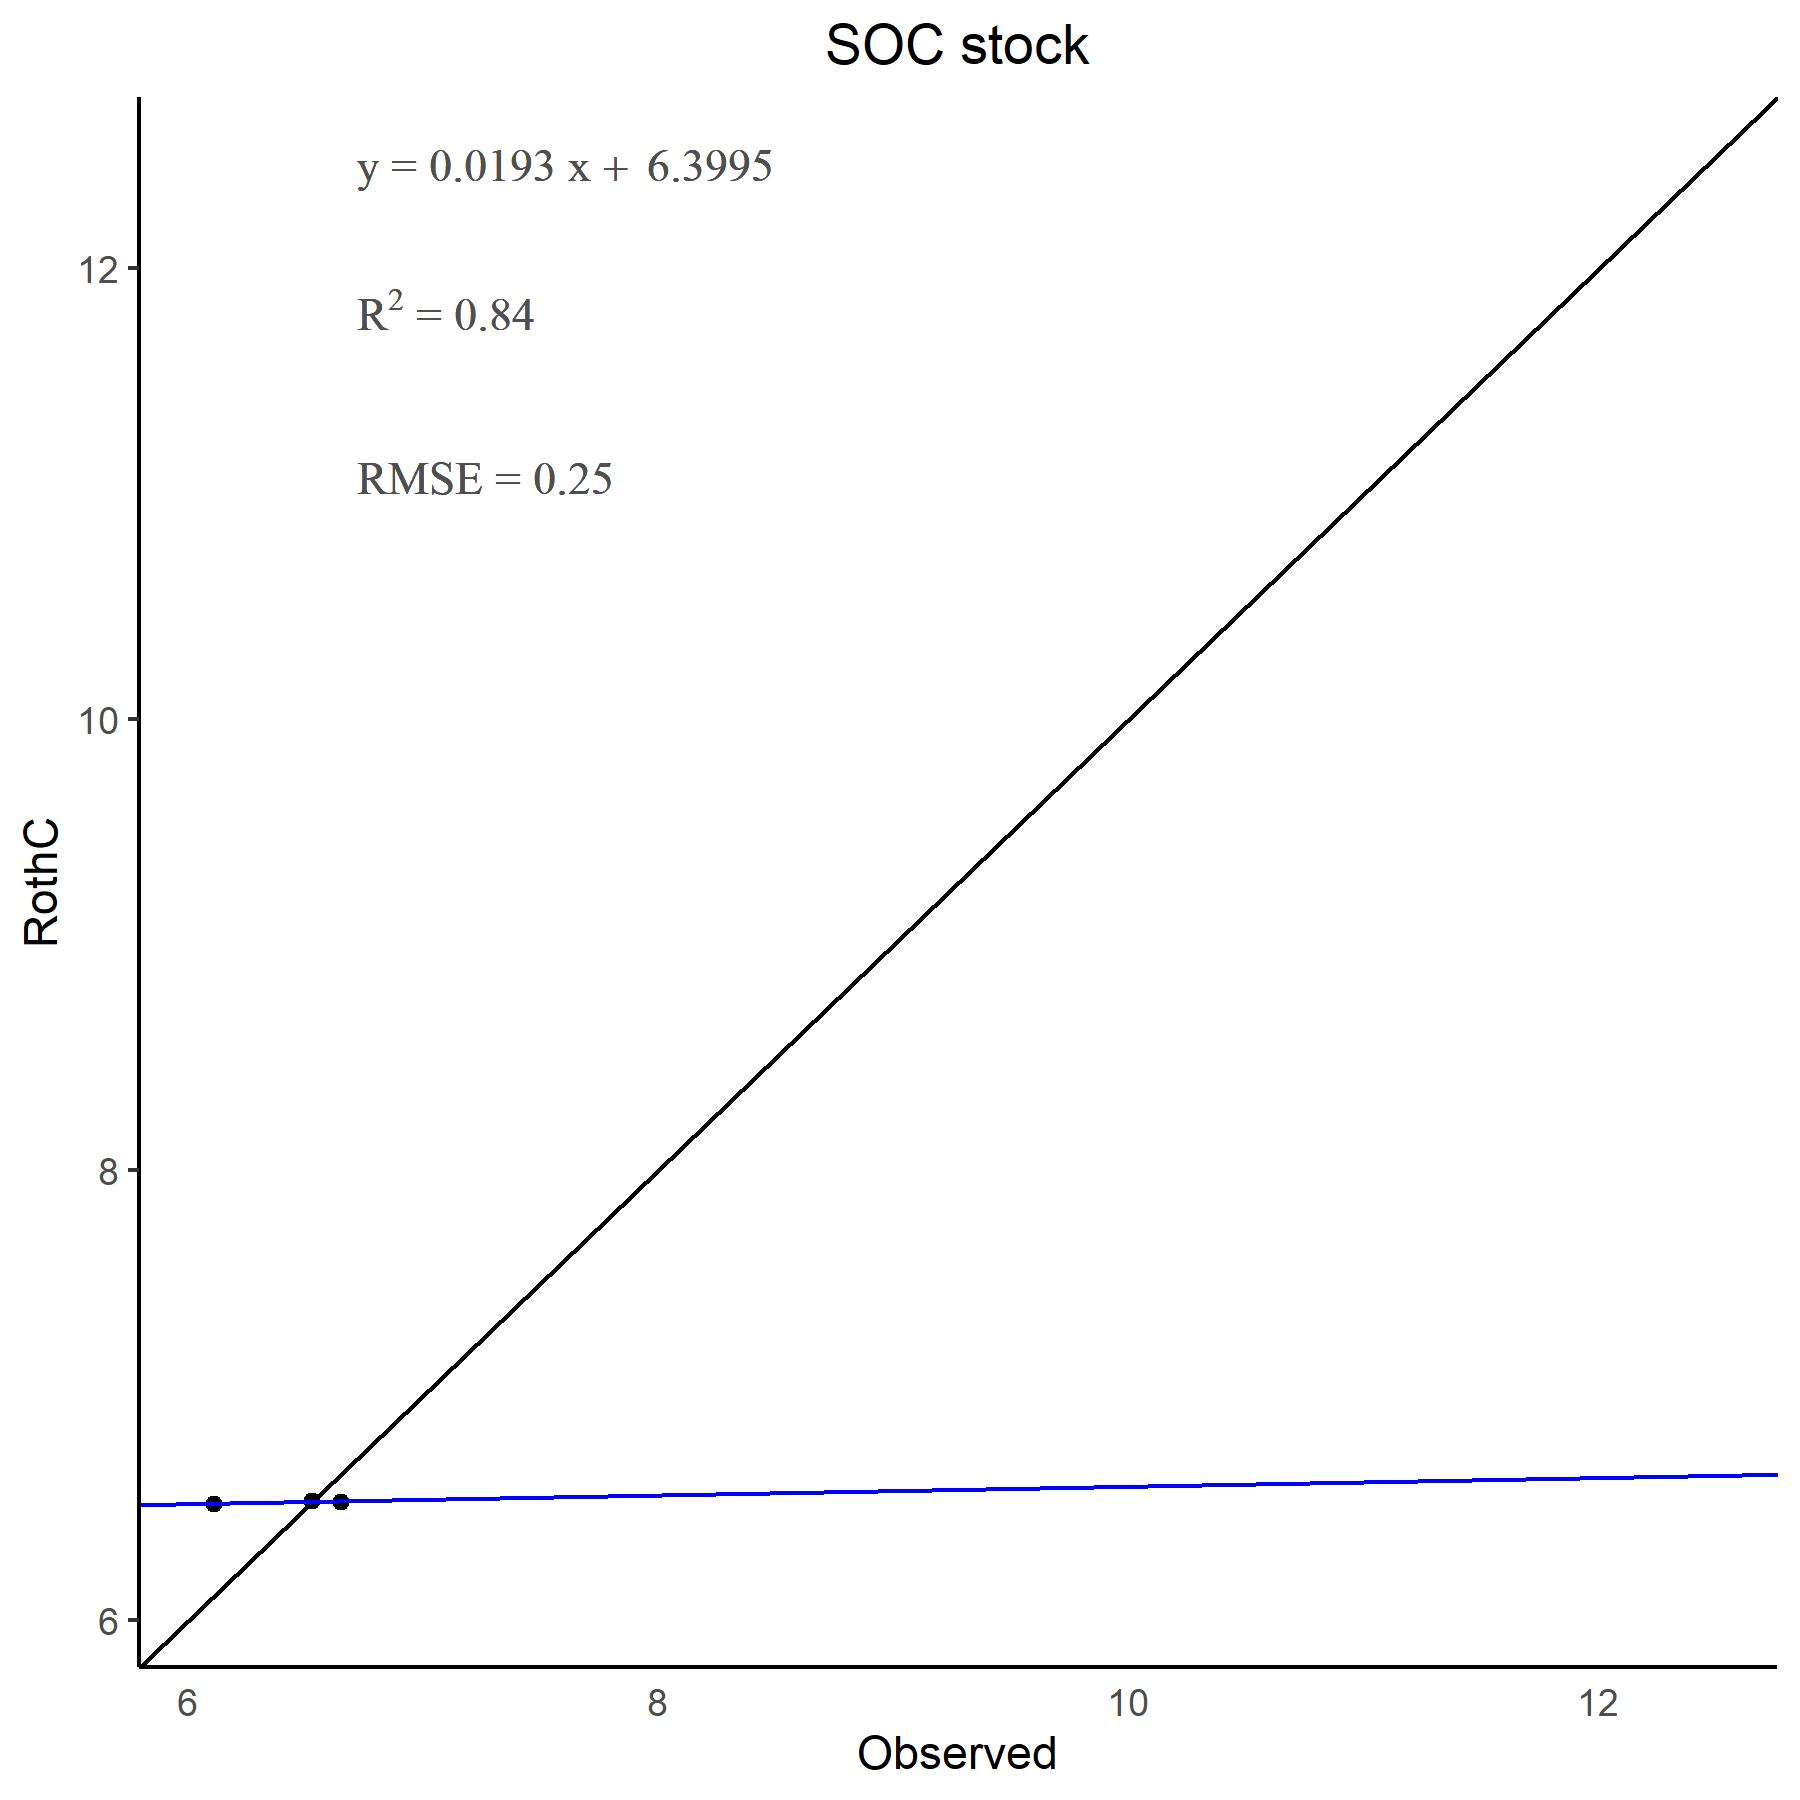 SOC stock
y = 0.0193 x + 6.3995
R² = 0.84
RMSE = 0.25
12
10
8
6
RothC
6 8 10 12
Observed